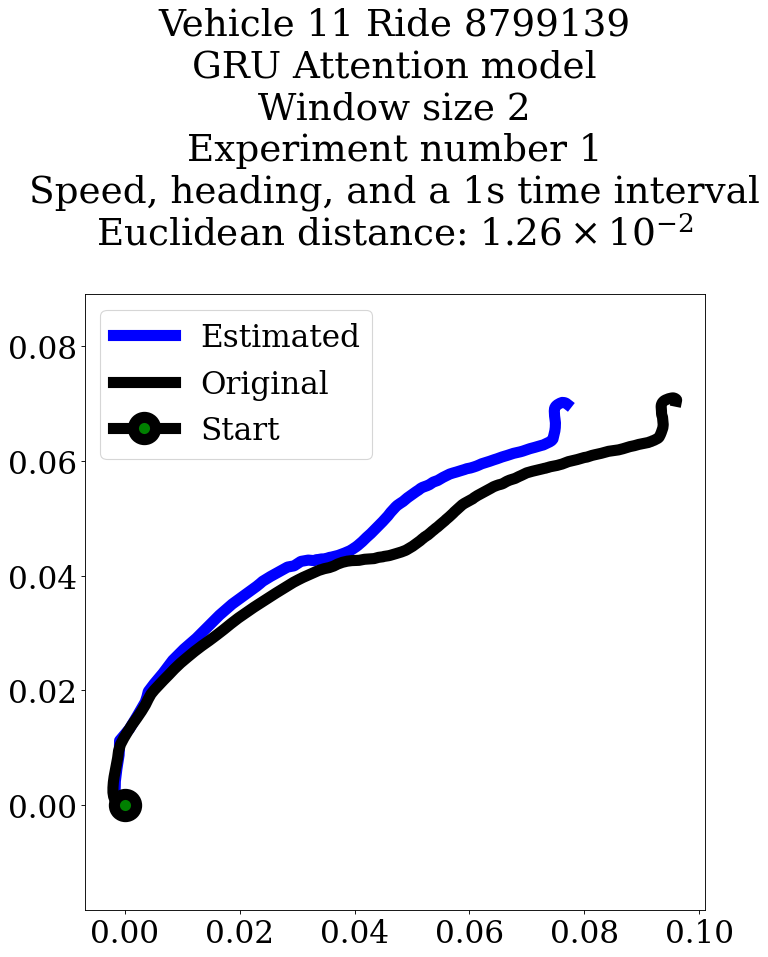 Vehicle 11 Ride 8799139
GRU Attention model
Window size 2
Experiment number 1
Speed, heading, and a 1s time interval
Euclidean distance: 1.26 × 10⁻²
Estimated
Original
Start
0.08
0.06
0.04
0.02
0.00
0.00 0.02 0.04 0.06 0.08 0.10